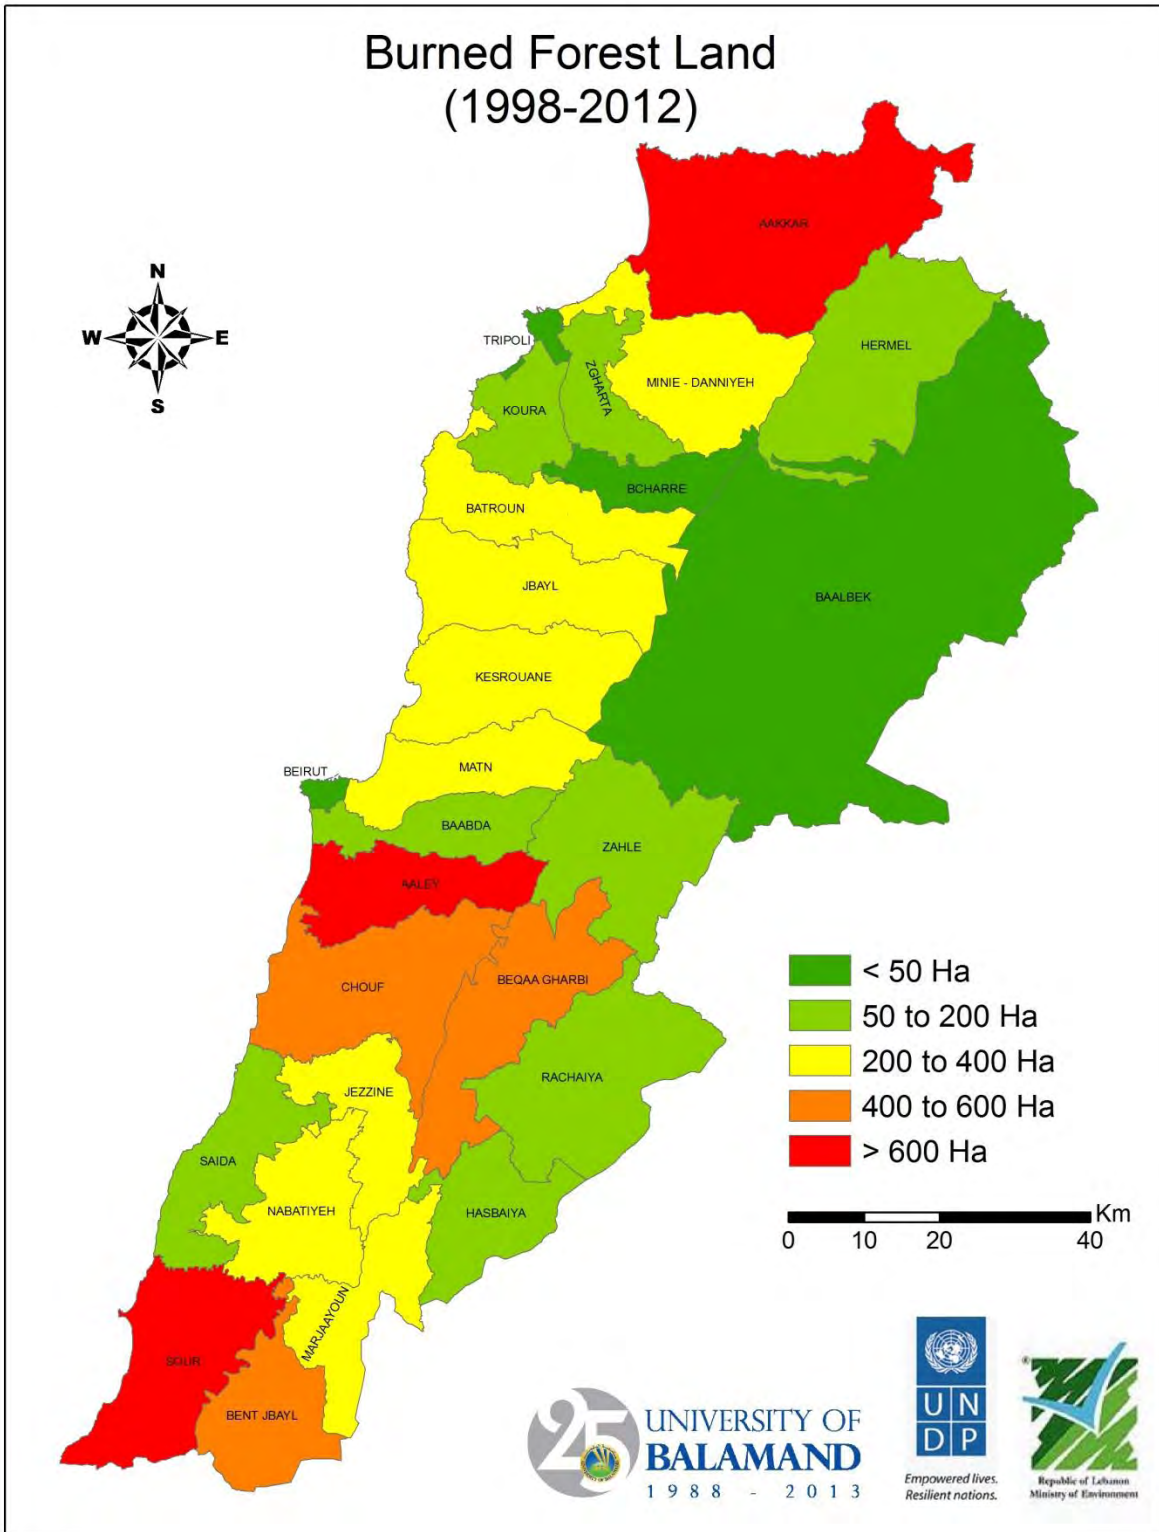 Burned Forest Land
(1998-2012)
N
W
E
S
AAKKAR
HERMEL
TRIPOLI
ZGHARTA
MINIE - DANNIYEH
KOURA
BCHARRE
BATROUN
JBAYL
BAALBEK
KESROUANE
MATN
BEIRUT
BAABDA
ZAHLE
AALEY
CHOUF
BEQAA GHARBI
RACHAIYA
JEZZINE
SAIDA
NABATIYEH
HASBAIYA
MARJAAYOUN
SOUR
BENT JBAYL
< 50 Ha
50 to 200 Ha
200 to 400 Ha
400 to 600 Ha
> 600 Ha
Km
0 10 20 40
25
UNIVERSITY OF
BALAMAND
1988 - 2013
U N
D P
Empowered lives.
Resilient nations.
®
Republic of Lebanon
Ministry of Environment